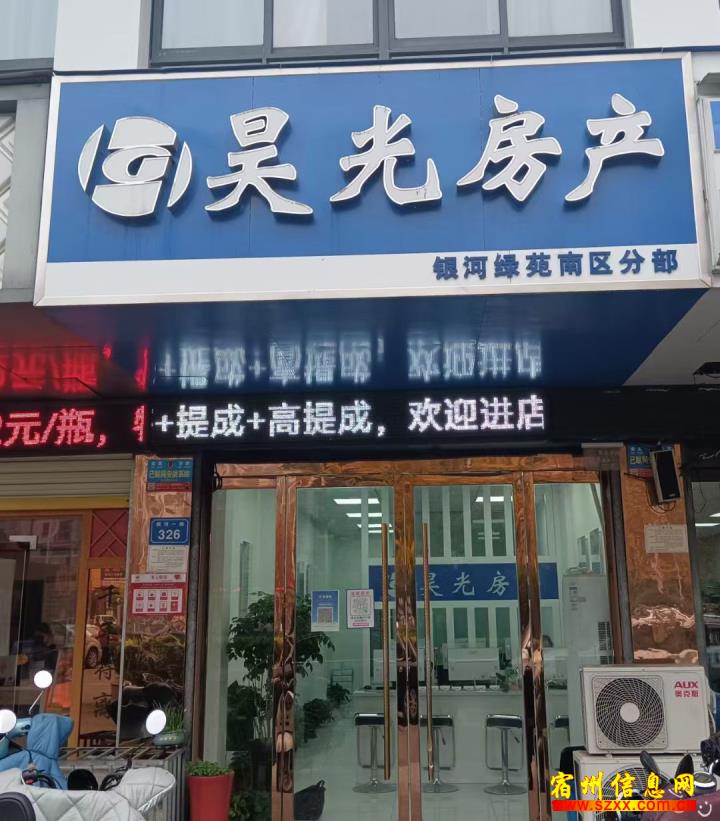 昊光房产
银河绿苑南区分部
元/瓶,
+提成+高提成，欢迎进店
326
昊光房
AUX
奥克斯
宿州信息网
www.szxx.com.cn